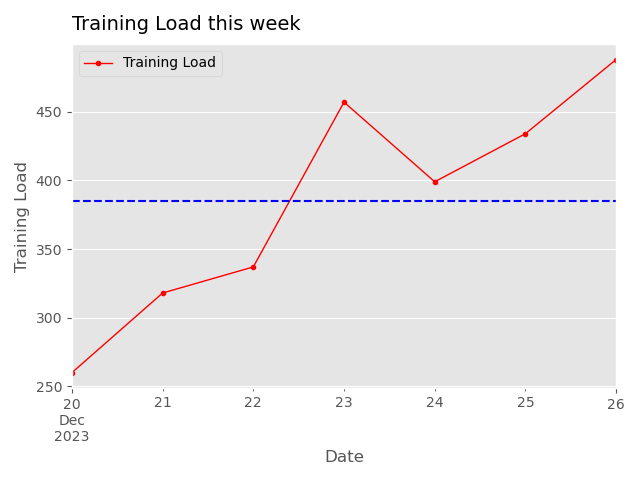 Training Load this week
Training Load
Training Load
450
400
350
300
250
20 21 22 23 24 25 26
Dec
2023
Date